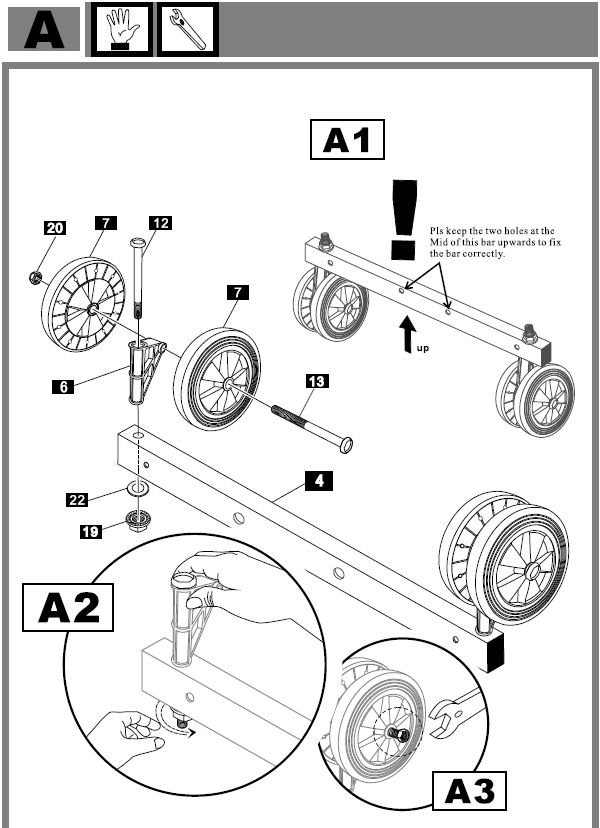 A
A1
Pls keep the two holes at the
Mid of this bar upwards to fix
the bar correctly.
up
20
7
12
7
6
13
4
22
19
A2
A3